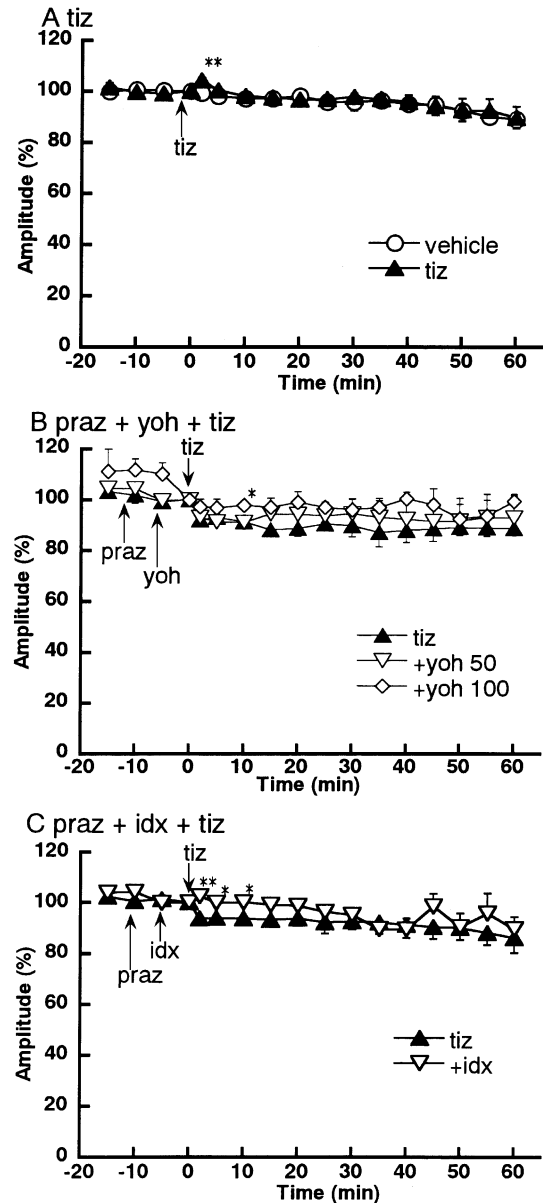 A tiz
120
100
80
60
40
20
0
Amplitude (%)
**
tiz
vehicle
tiz
-20 -10 0 10 20 30 40 50 60
Time (min)
B praz + yoh + tiz
120
100
80
60
40
20
0
Amplitude (%)
tiz
*
praz
yoh
tiz
+yoh 50
+yoh 100
-20 -10 0 10 20 30 40 50 60
Time (min)
C praz + idx + tiz
120
100
80
60
40
20
0
Amplitude (%)
tiz
** * *
idx
praz
tiz
+idx
-20 -10 0 10 20 30 40 50 60
Time (min)